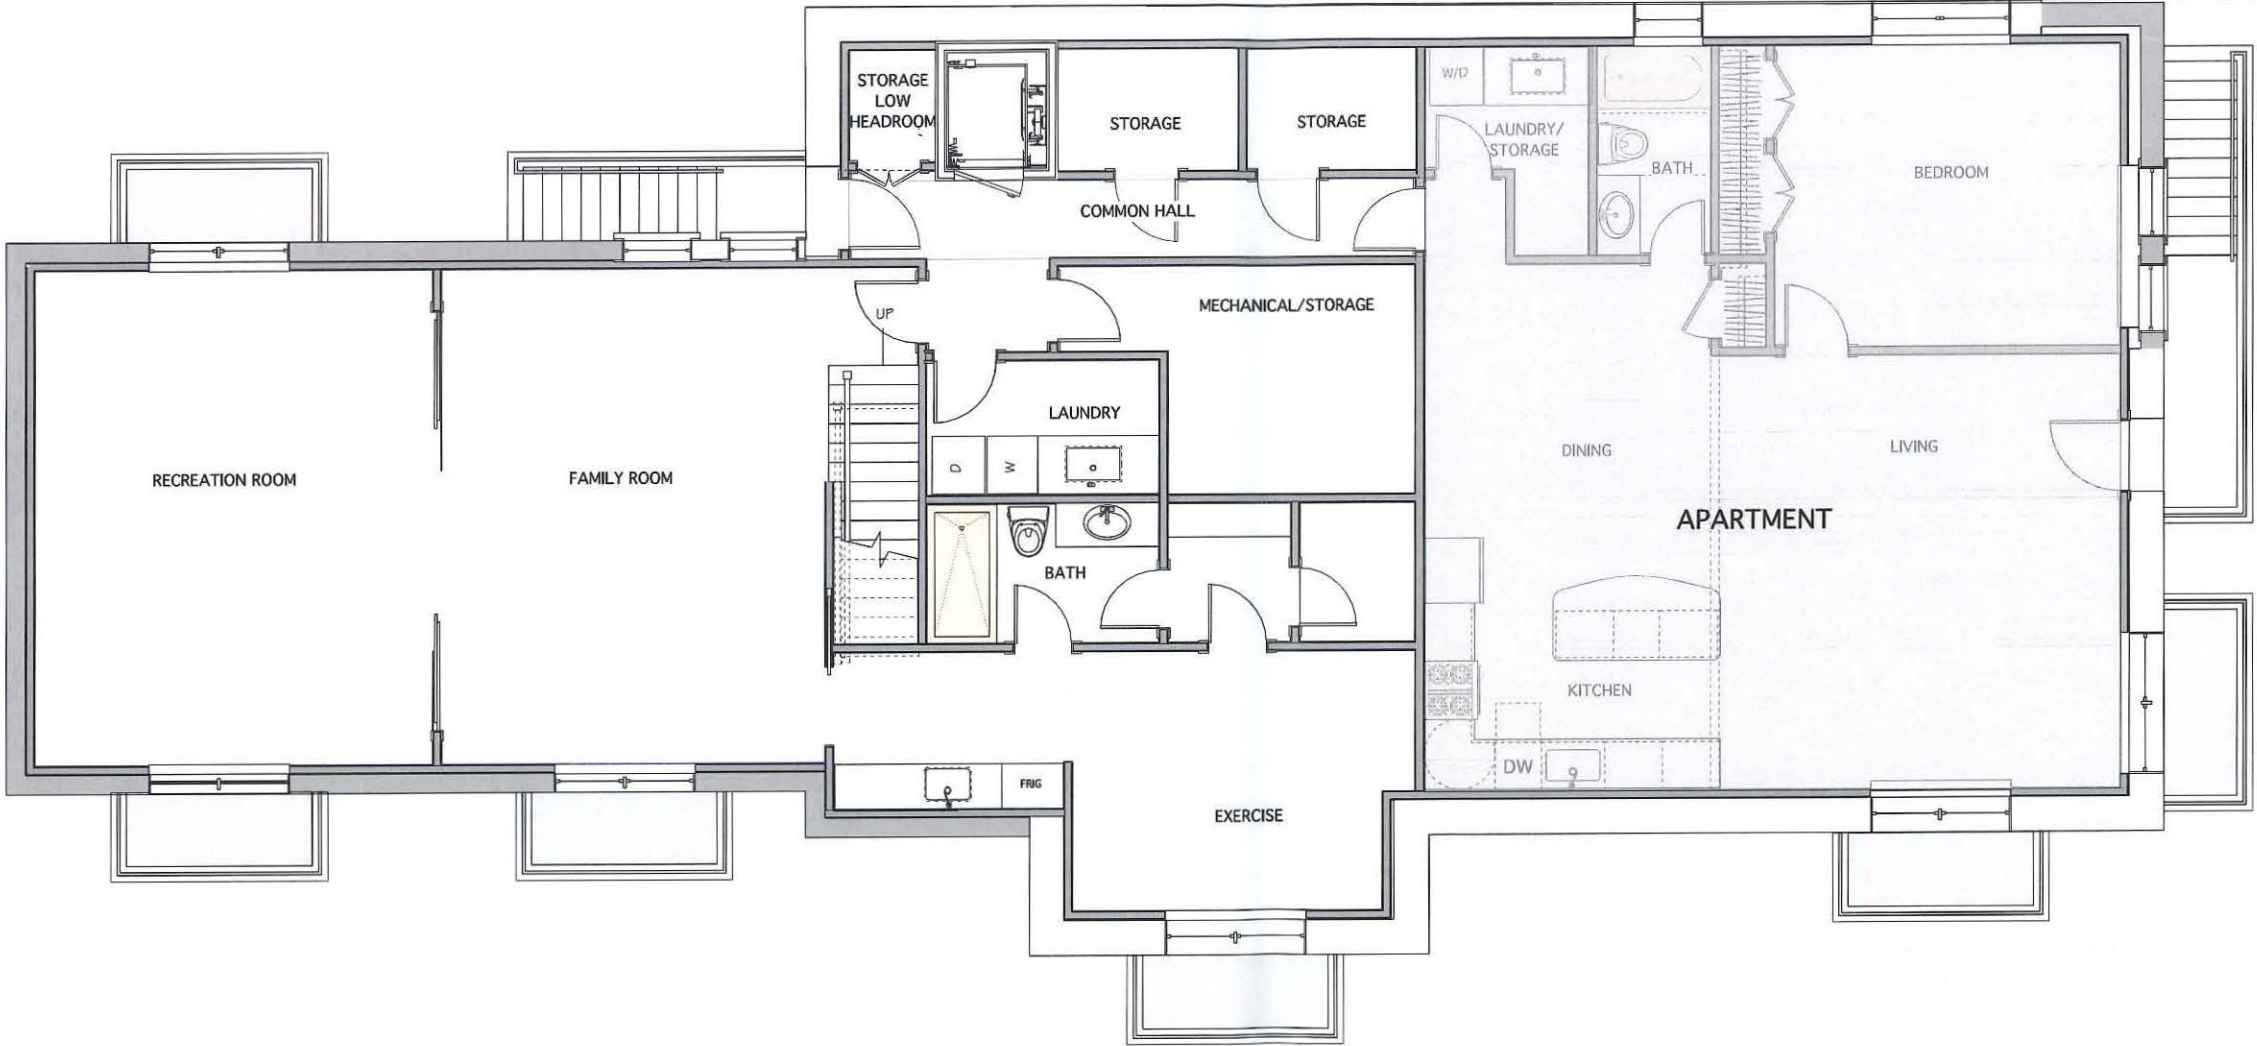 STORAGE
LOW
HEADROOM
STORAGE
STORAGE
W/D
LAUNDRY/
STORAGE
BATH
BEDROOM
COMMON HALL
UP
MECHANICAL/STORAGE
LAUNDRY
D
W
RECREATION ROOM
FAMILY ROOM
DINING
LIVING
APARTMENT
BATH
KITCHEN
DW
FRIG
EXERCISE